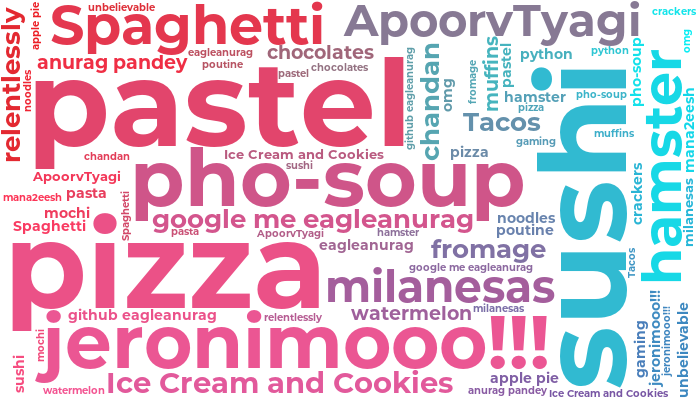 relentlessly
apple pie
unbelievable
Spaghetti
ApoorvTyagi
crackers
omg
anurag pandey
eagleanurag
poutine
chocolates
pastel
chocolates
github eagleanurag
chandan
omg
fromage
muffins
pastel
python
python
pho-soup
noodles
pastel
hamster
pizza
pho-soup
sushi
hamster
milanesas
mana2eesh
Tacos
gaming
muffins
chandan
Ice Cream and Cookies
sushi
pizza
ApoorvTyagi
pho-soup
crackers
mana2eesh
pasta
mochi
Spaghetti
Spaghetti
google me eagleanurag
noodles
poutine
pasta
ApoorvTyagi
hamster
eagleanurag
fromage
Tacos
pizza
google me eagleanurag
milanesas
github eagleanurag
relentlessly
watermelon
milanesas
jeronimooo!!!
jeronimooo!!!
jeronimooo!!!
gaming
unbelievable
sushi
mochi
watermelon
Ice Cream and Cookies
apple pie
anurag pandey
Ice Cream and Cookies